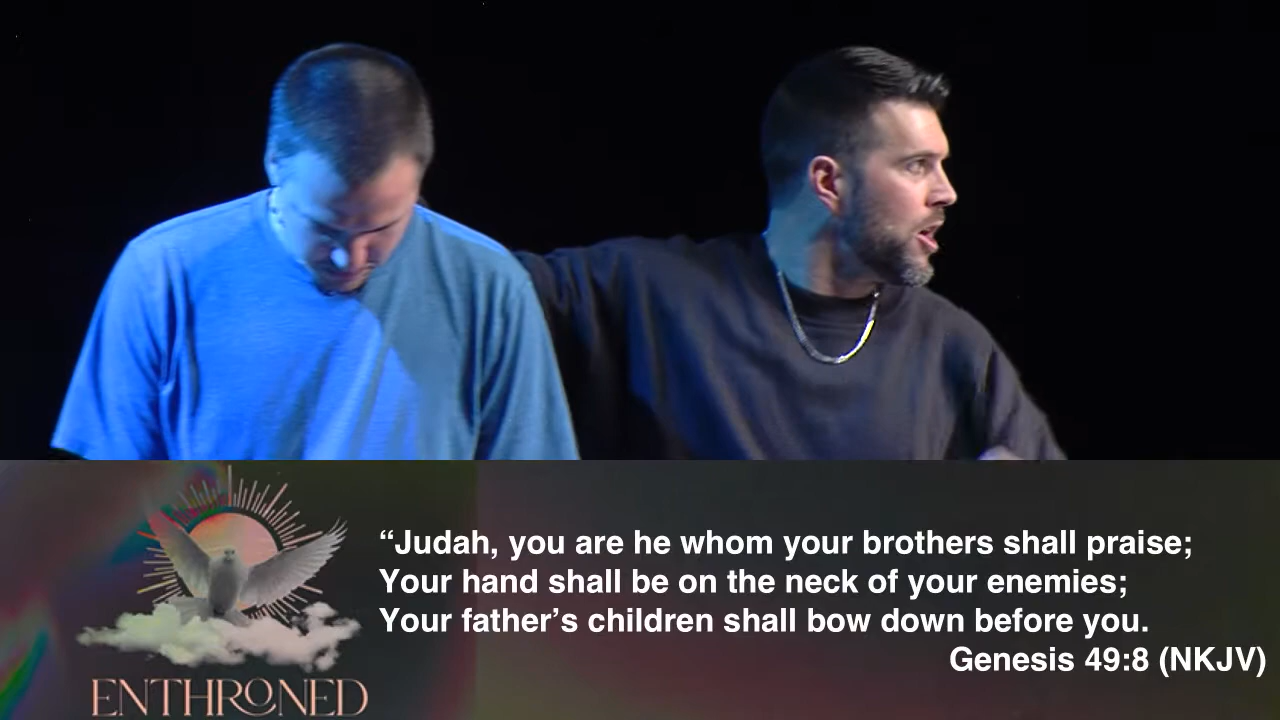 “Judah, you are he whom your brothers shall praise;
Your hand shall be on the neck of your enemies;
Your father’s children shall bow down before you.
Genesis 49:8 (NKJV)
ENTHRONED